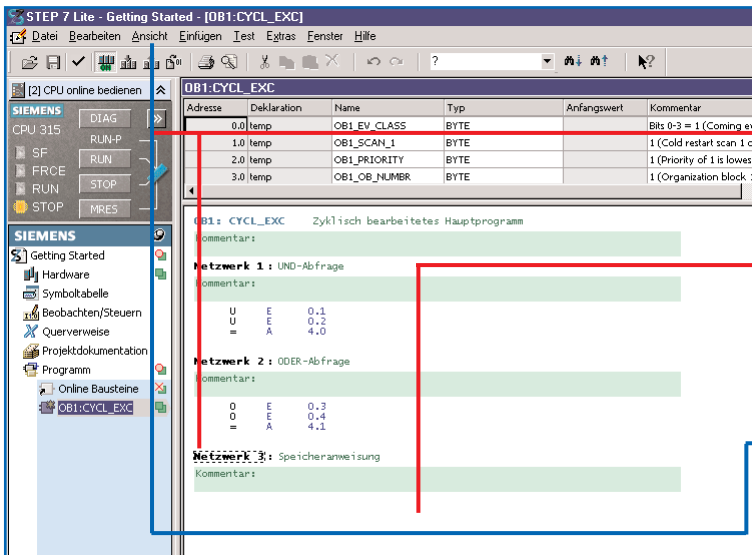 STEP 7 Lite - Getting Started - [OB1:CYCL_EXC]
Datei Bearbeiten Ansicht Einfügen Test Extras Fenster Hilfe
?
[2] CPU online bedienen
SIEMENS
CPU 315
SF
FRCE
RUN
STOP
DIAG
RUN-P
RUN
STOP
MRES
SIEMENS
Getting Started
Hardware
Symboltabelle
Beobachten/Steuern
Querverweise
Projektdokumentation
Programm
Online Bausteine
OB1:CYCL_EXC
OB1:CYCL_EXC
Adresse Deklaration Name Typ Anfangswert Kommentar
0.0 temp OB1_EV_CLASS BYTE Bits 0-3 = 1 (Coming
1.0 temp OB1_SCAN_1 BYTE 1 (Cold restart scan 1
2.0 temp OB1_PRIORITY BYTE 1 (Priority of 1 is
3.0 temp OB1_OB_NUMBR BYTE 1 (Organization block
OB1: CYCL_EXC Zyklisch bearbeitetes Hauptprogramm
Kommentar:
Netzwerk 1 : UND-Abfrage
Kommentar:
U E 0.1
U E 0.2
= A 4.0
Netzwerk 2 : ODER-Abfrage
Kommentar:
O E 0.3
O E 0.4
= A 4.1
Netzwerk 3 : Speicheranweisung
Kommentar: